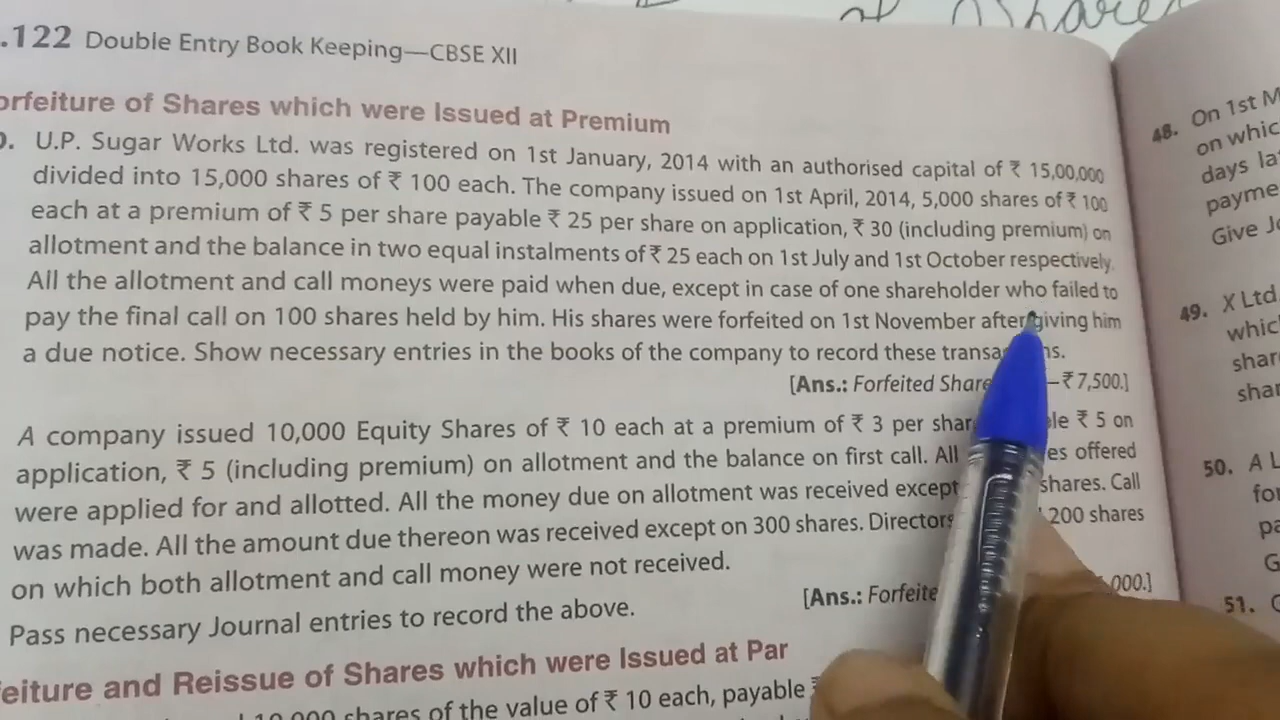 Share
.122 Double Entry Book Keeping—CBSE XII
orfeiture of Shares which were Issued at Premium
U.P. Sugar Works Ltd. was registered on 1st January, 2014 with an authorised capital of ₹ 15,00,000
divided into 15,000 shares of ₹ 100 each. The company issued on 1st April, 2014, 5,000 shares of ₹ 100
each at a premium of ₹ 5 per share payable ₹ 25 per share on application, ₹ 30 (including premium) on
allotment and the balance in two equal instalments of ₹ 25 each on 1st July and 1st October respectively.
All the allotment and call moneys were paid when due, except in case of one shareholder who failed to
pay the final call on 100 shares held by him. His shares were forfeited on 1st November after giving him
a due notice. Show necessary entries in the books of the company to record these transa ns.
[Ans.: Forfeited Share —₹ 7,500.]
A company issued 10,000 Equity Shares of ₹ 10 each at a premium of ₹ 3 per shar le ₹ 5 on
application, ₹ 5 (including premium) on allotment and the balance on first call. All es offered
were applied for and allotted. All the money due on allotment was received except shares. Call
was made. All the amount due thereon was received except on 300 shares. Directors 200 shares
on which both allotment and call money were not received.
[Ans.: Forfeite ,000.]
Pass necessary Journal entries to record the above.
feiture and Reissue of Shares which were Issued at Par
10,000 shares of the value of ₹ 10 each, payable
48. On 1st M
on whic
days la
payme
Give J
49. X Ltd
whic
shar
shar
50. A L
for
pa
G
51.